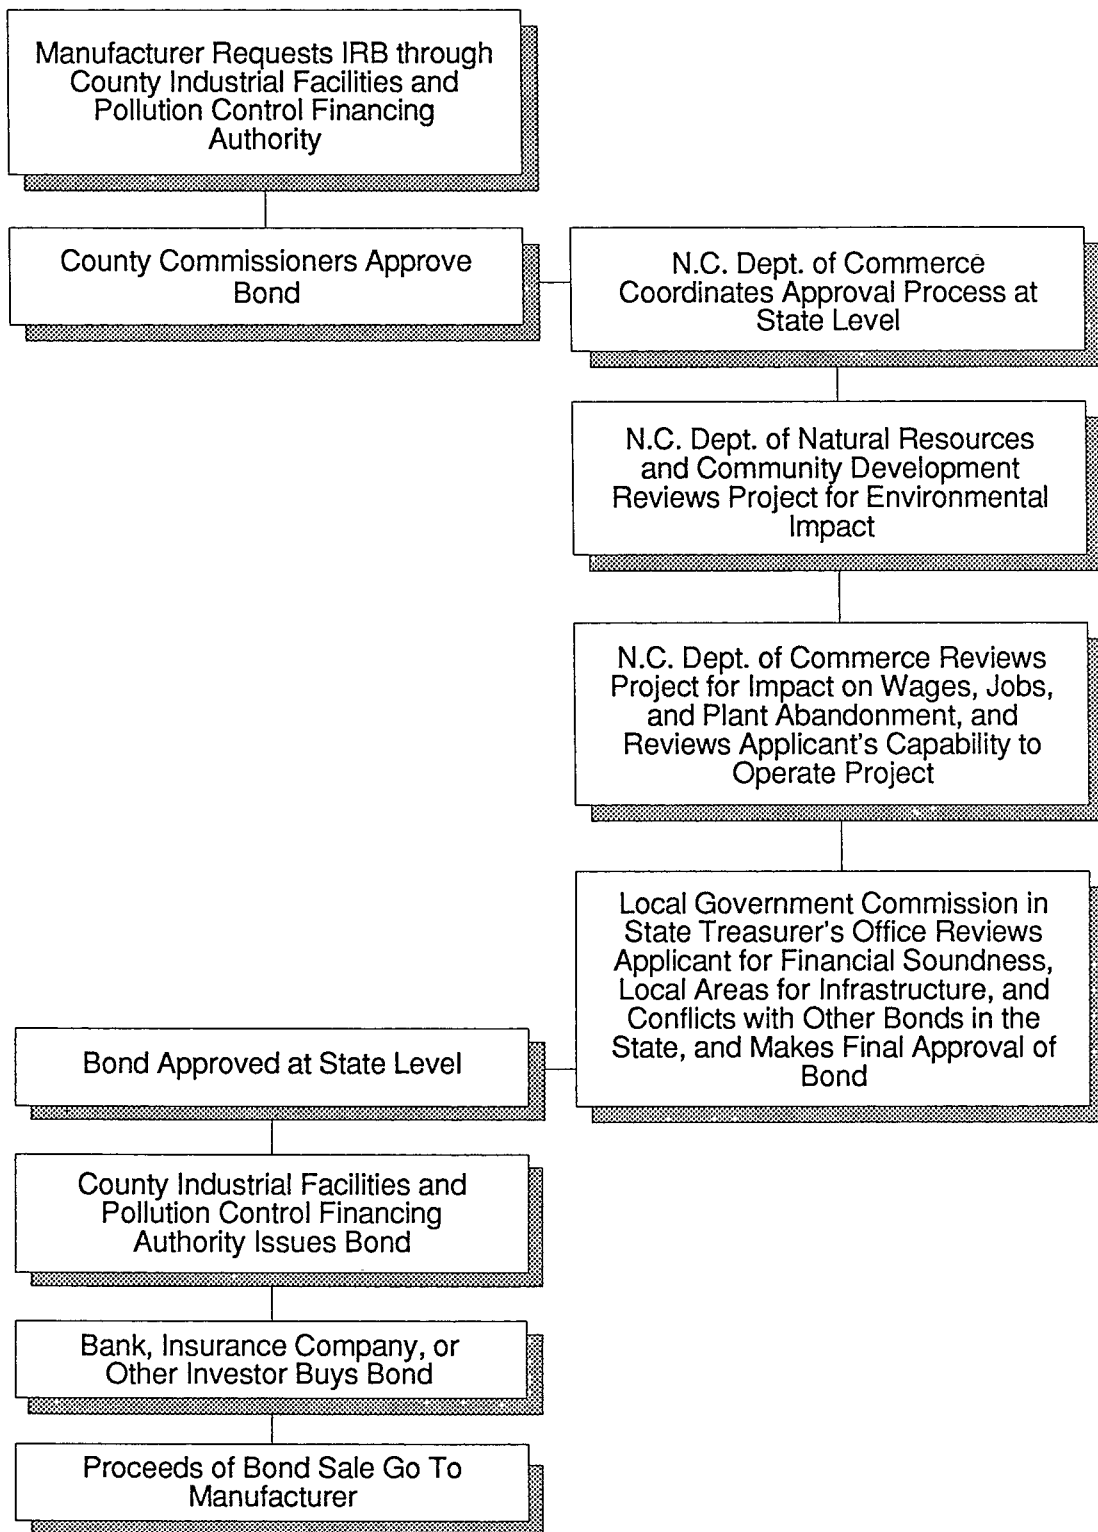 Manufacturer Requests IRB through
County Industrial Facilities and
Pollution Control Financing
Authority
County Commissioners Approve
Bond
N.C. Dept. of Commerce
Coordinates Approval Process at
State Level
N.C. Dept. of Natural Resources
and Community Development
Reviews Project for Environmental
Impact
N.C. Dept. of Commerce Reviews
Project for Impact on Wages, Jobs,
and Plant Abandonment, and
Reviews Applicant's Capability to
Operate Project
Local Government Commission in
State Treasurer's Office Reviews
Applicant for Financial Soundness,
Local Areas for Infrastructure, and
Conflicts with Other Bonds in the
State, and Makes Final Approval of
Bond
Bond Approved at State Level
County Industrial Facilities and
Pollution Control Financing
Authority Issues Bond
Bank, Insurance Company, or
Other Investor Buys Bond
Proceeds of Bond Sale Go To
Manufacturer